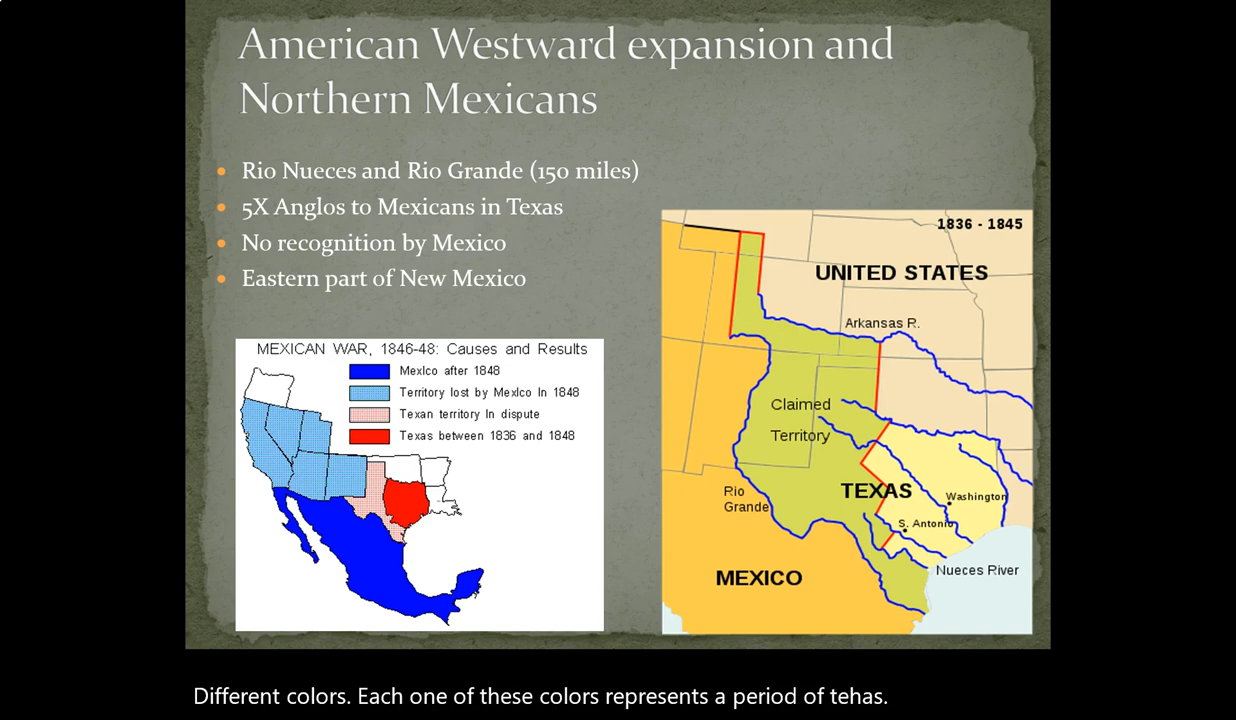 American Westward expansion and
Northern Mexicans
Rio Nueces and Rio Grande (150 miles)
5X Anglos to Mexicans in Texas
No recognition by Mexico
Eastern part of New Mexico
MEXICAN WAR, 1846-48: Causes and Results
Mexico after 1848
Territory lost by Mexico In 1848
Texan territory In dispute
Texas between 1836 and 1848
1836 - 1845
UNITED STATES
Arkansas R.
Claimed
Territory
Rio
Grande
TEXAS
Washington
S. Antonio
Nueces River
MEXICO
Different colors. Each one of these colors represents a period of tehas.